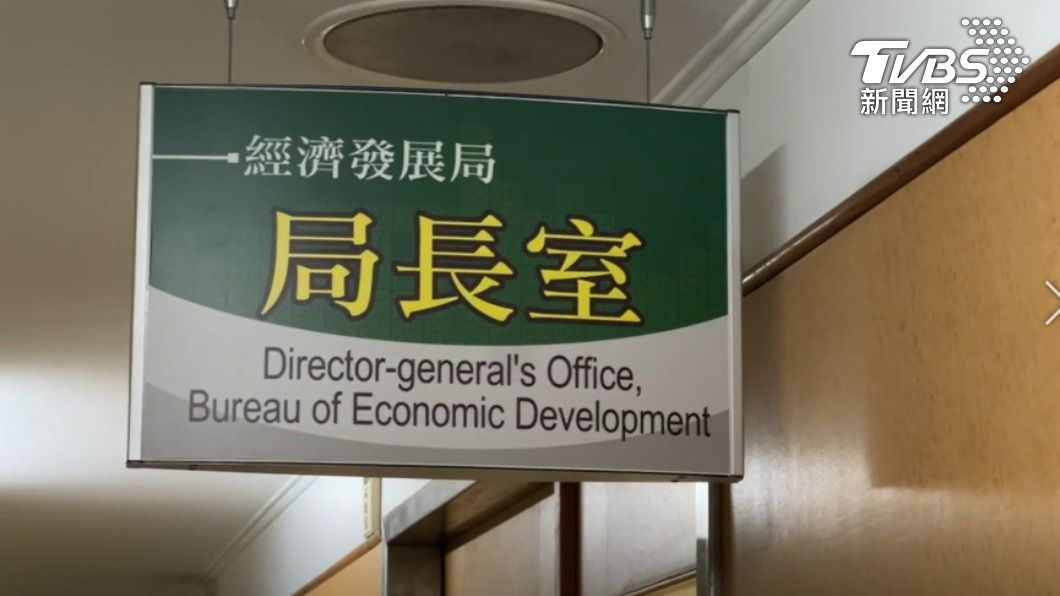 TVBS
新聞網
經濟發展局
局長室
Director-general's Office,
Bureau of Economic Development